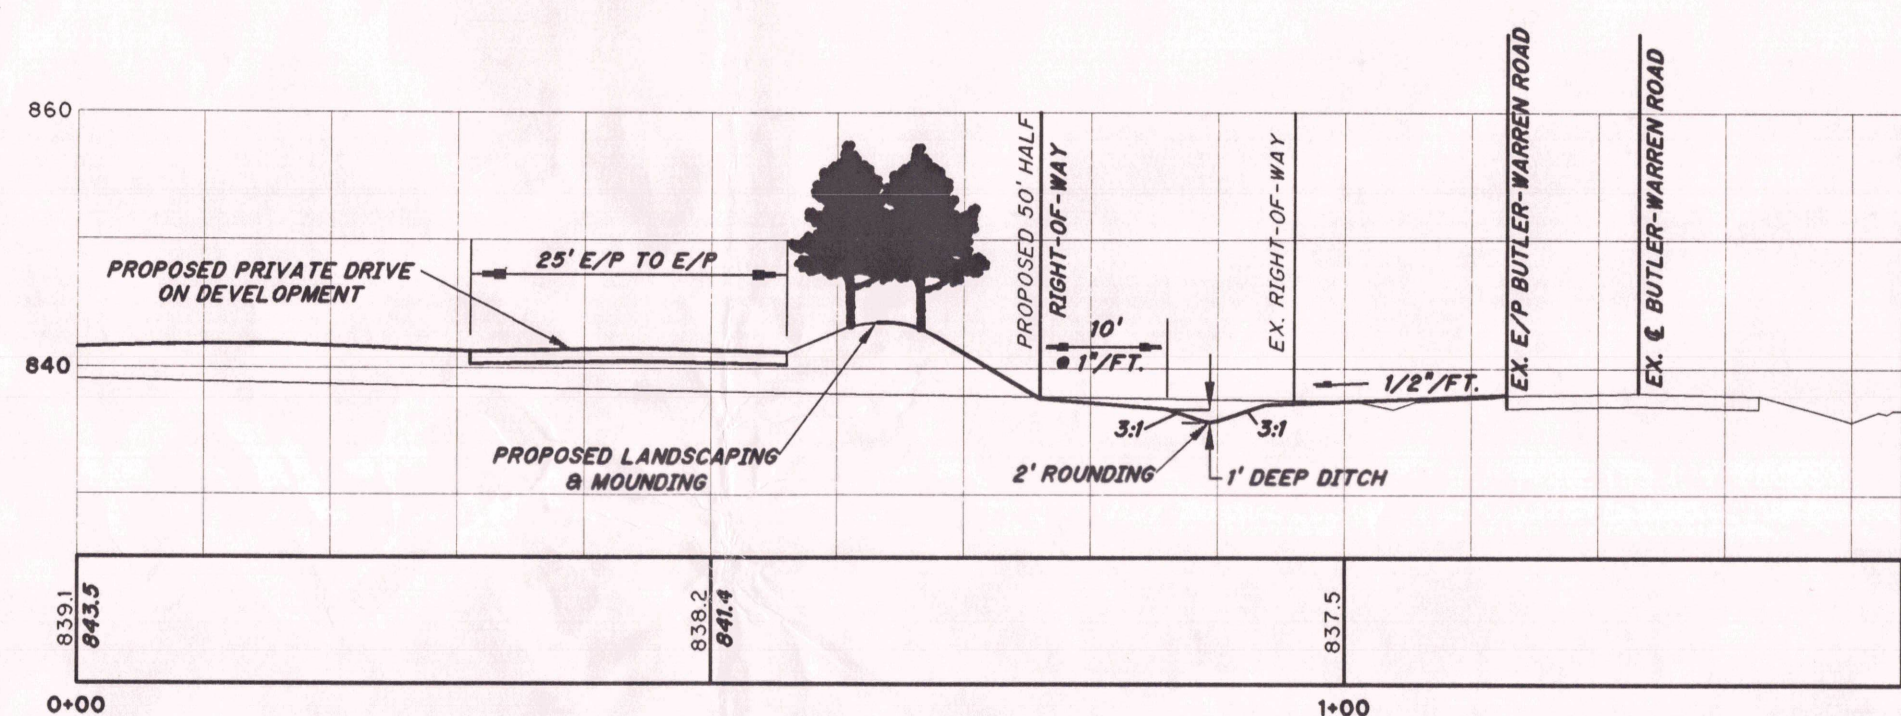 860
840
PROPOSED PRIVATE DRIVE
ON DEVELOPMENT
25' E/P TO E/P
PROPOSED LANDSCAPING
& MOUNDING
PROPOSED 50' HALF
RIGHT-OF-WAY
10'
@ 1"/FT.
EX. RIGHT-OF-WAY
1/2"/FT.
EX. E/P BUTLER-WARREN ROAD
EX. ℄ BUTLER-WARREN ROAD
3:1
3:1
2' ROUNDING
1' DEEP DITCH
839.1
843.5
838.2
841.4
837.5
0+00
1+00